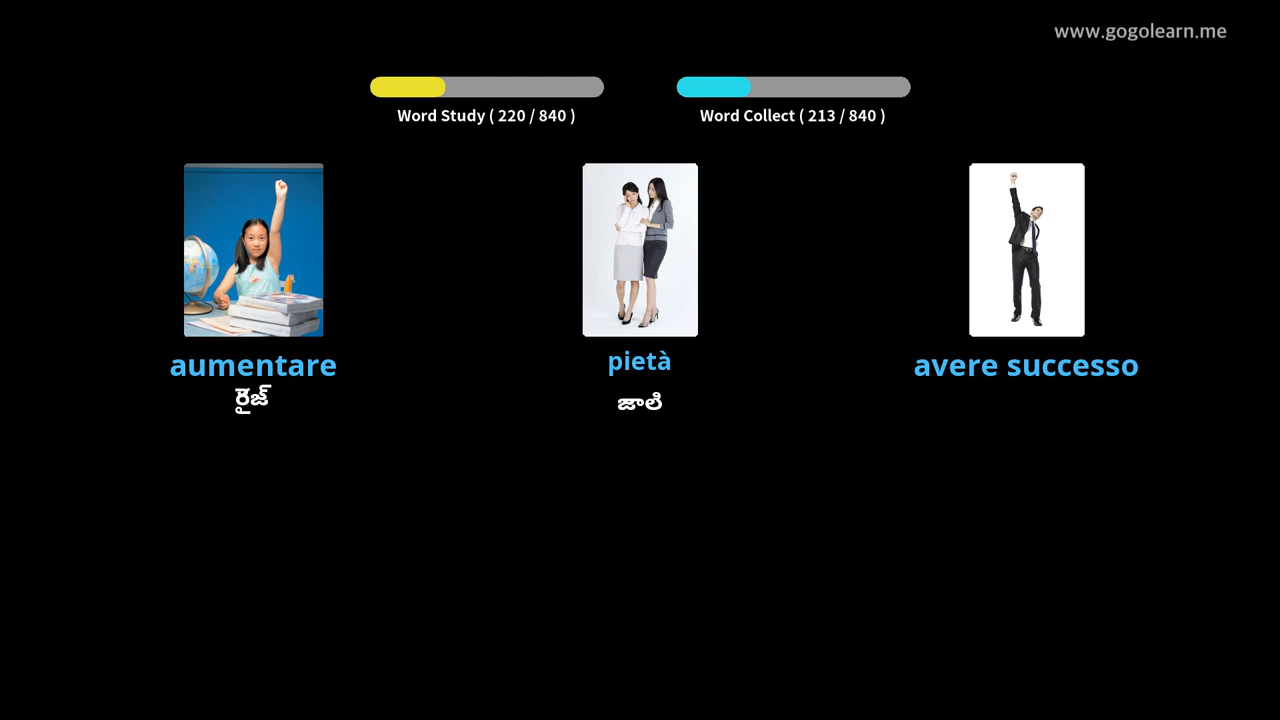 www.gogolearn.me
Word Study ( 220 / 840 )
Word Collect ( 213 / 840 )
aumentare
pietà
avere successo
రైజ్
జాలి